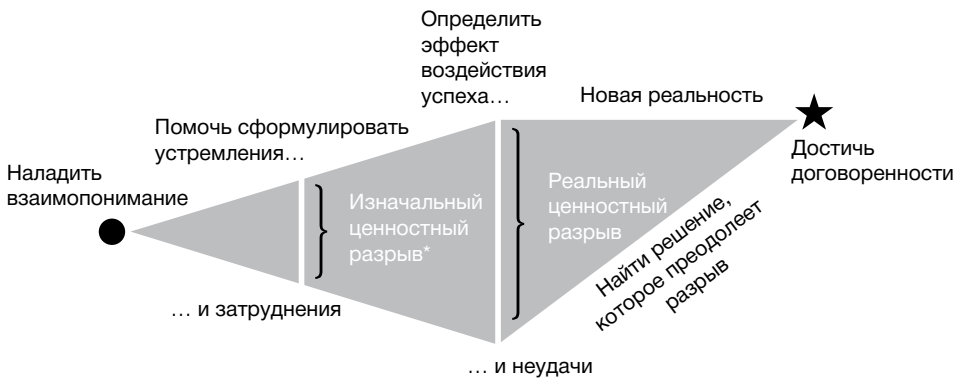 Наладить
взаимопонимание
Помочь сформулировать
устремления…
… и затруднения
Изначальный
ценностный
разрыв*
Определить
эффект
воздействия
успеха…
… и неудачи
Реальный
ценностный
разрыв
Новая реальность
Найти решение,
которое преодолеет
разрыв
Достичь
договоренности